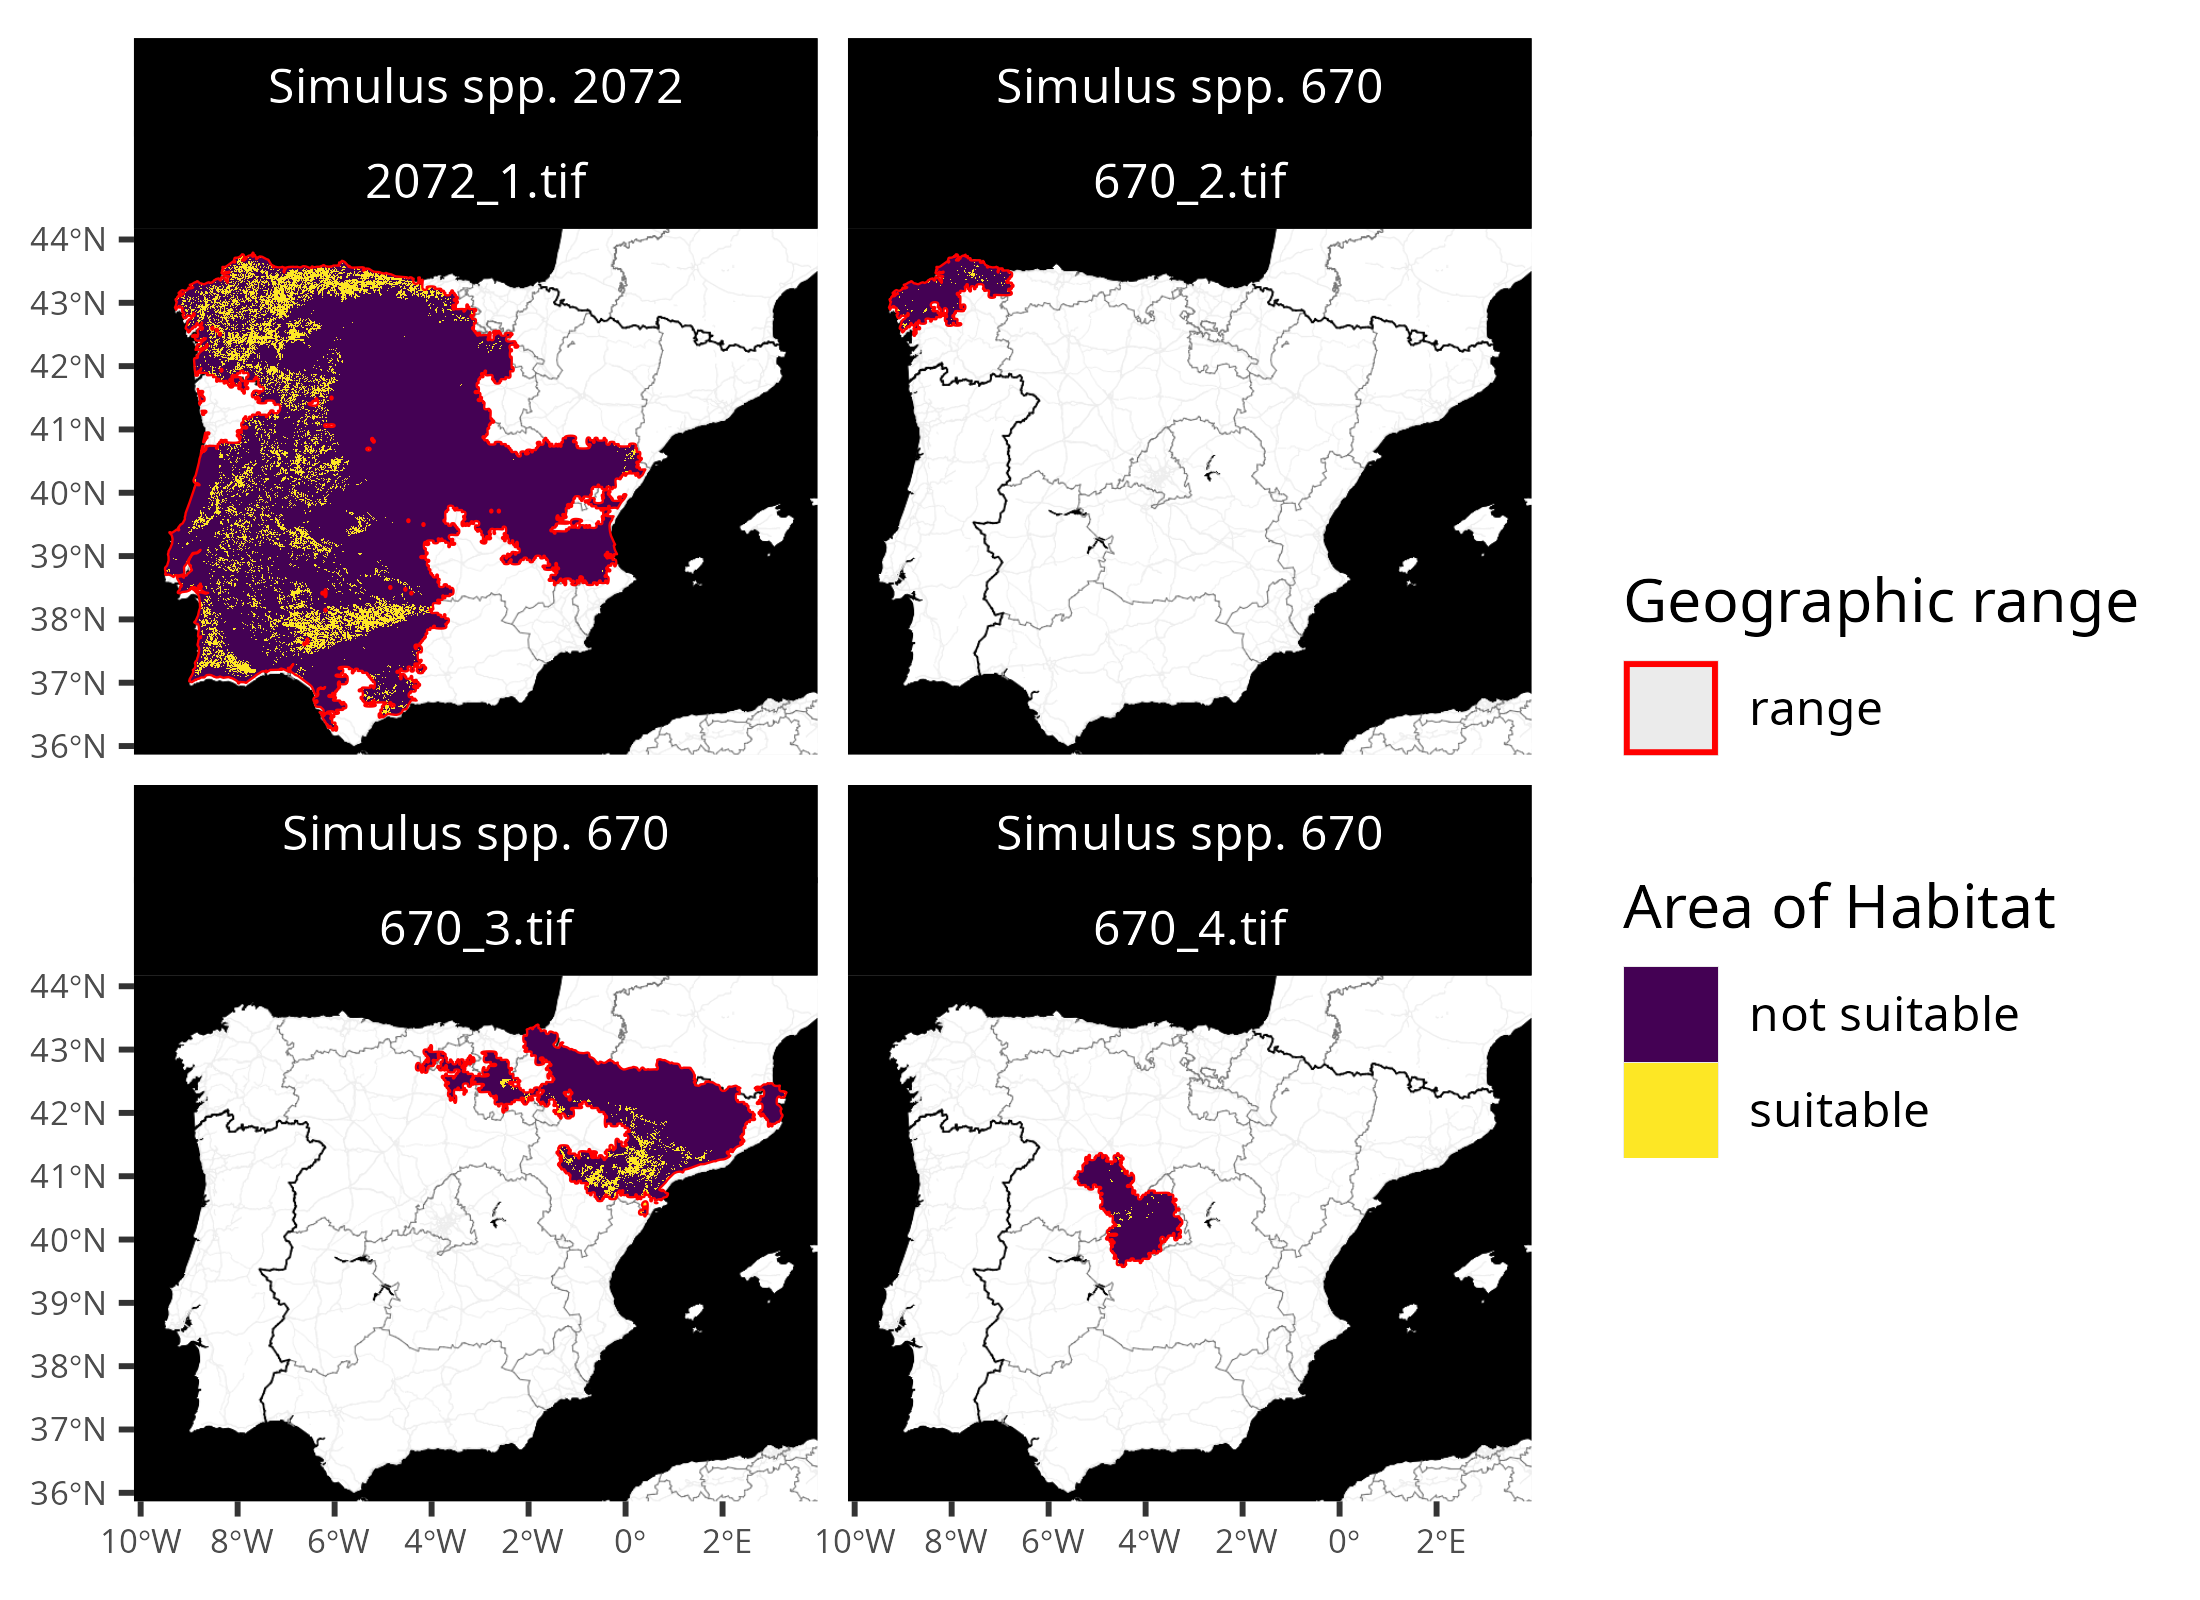 Simulus spp. 2072
2072_1.tif
Simulus spp. 670
670_2.tif
44°N
43°N
42°N
41°N
40°N
39°N
38°N
37°N
36°N
Simulus spp. 670
670_3.tif
Simulus spp. 670
670_4.tif
44°N
43°N
42°N
41°N
40°N
39°N
38°N
37°N
36°N
10°W 8°W 6°W 4°W 2°W 0° 2°E
10°W 8°W 6°W 4°W 2°W 0° 2°E
Geographic range
range
Area of Habitat
not suitable
suitable